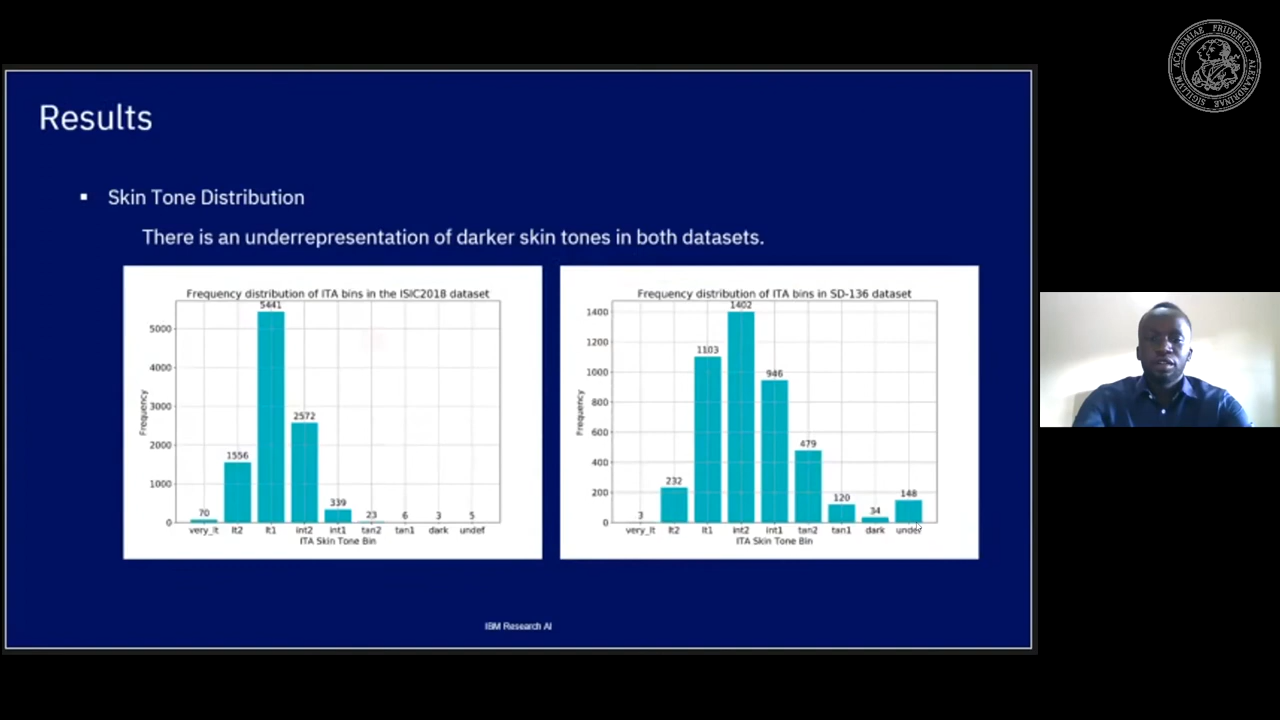 ACADEMIAE FRIDERICO ALEXANDRINAE SIGILLVM
Results
▪ Skin Tone Distribution
There is an underrepresentation of darker skin tones in both datasets.
Frequency distribution of ITA bins in the ISIC2018 dataset
5441
5000
4000
3000
2572
2000
1556
1000
339
70
23
6
3
5
0
Frequency
very_lt lt2 lt1 int2 int1 tan2 tan1 dark undef
ITA Skin Tone Bin
Frequency distribution of ITA bins in SD-136 dataset
1402
1400
1200
1103
1000
946
800
600
479
400
232
200
148
120
34
3
0
Frequency
very_lt lt2 lt1 int2 int1 tan2 tan1 dark undef
ITA Skin Tone Bin
IBM Research AI